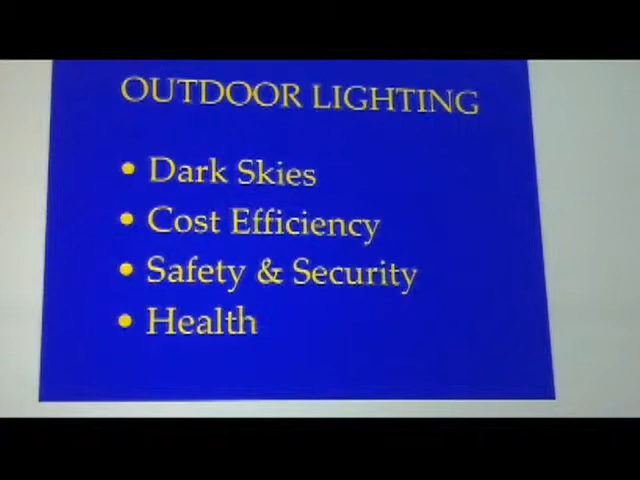 OUTDOOR LIGHTING
• Dark Skies
• Cost Efficiency
• Safety & Security
• Health